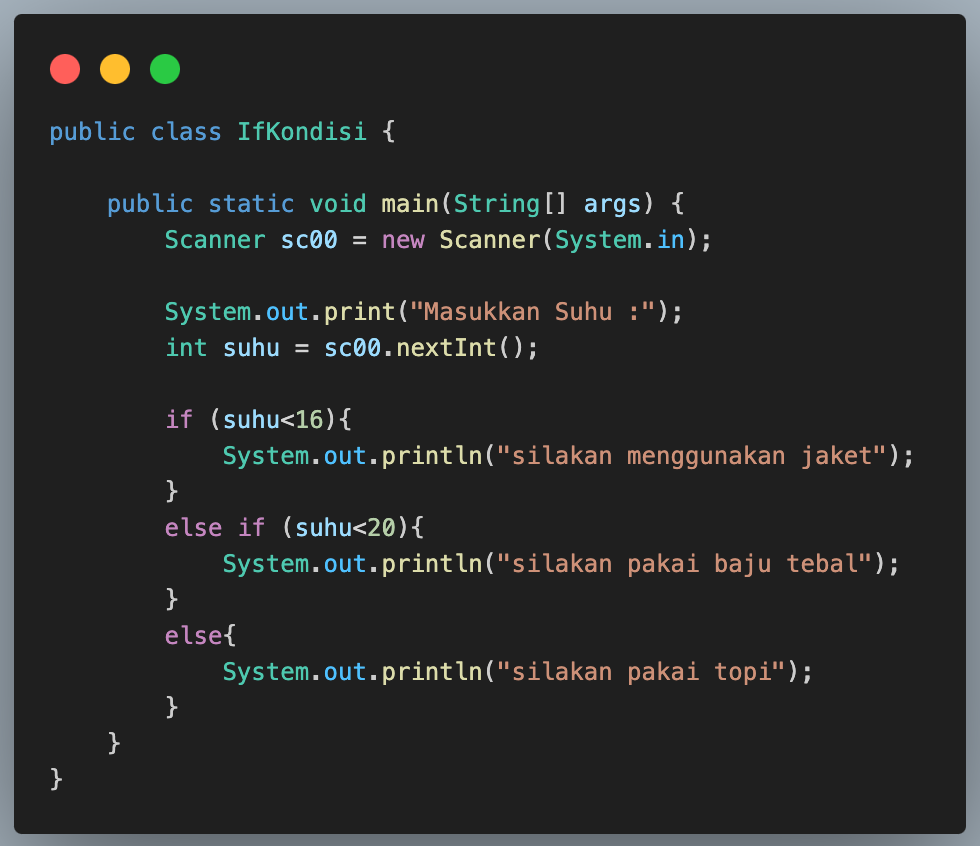 public class IfKondisi {
public static void main(String[] args) {
Scanner sc00 = new Scanner(System.in);
System.out.print("Masukkan Suhu :");
int suhu = sc00.nextInt();
if (suhu<16){
System.out.println("silakan menggunakan jaket");
}
else if (suhu<20){
System.out.println("silakan pakai baju tebal");
}
else{
System.out.println("silakan pakai topi");
}
}
}